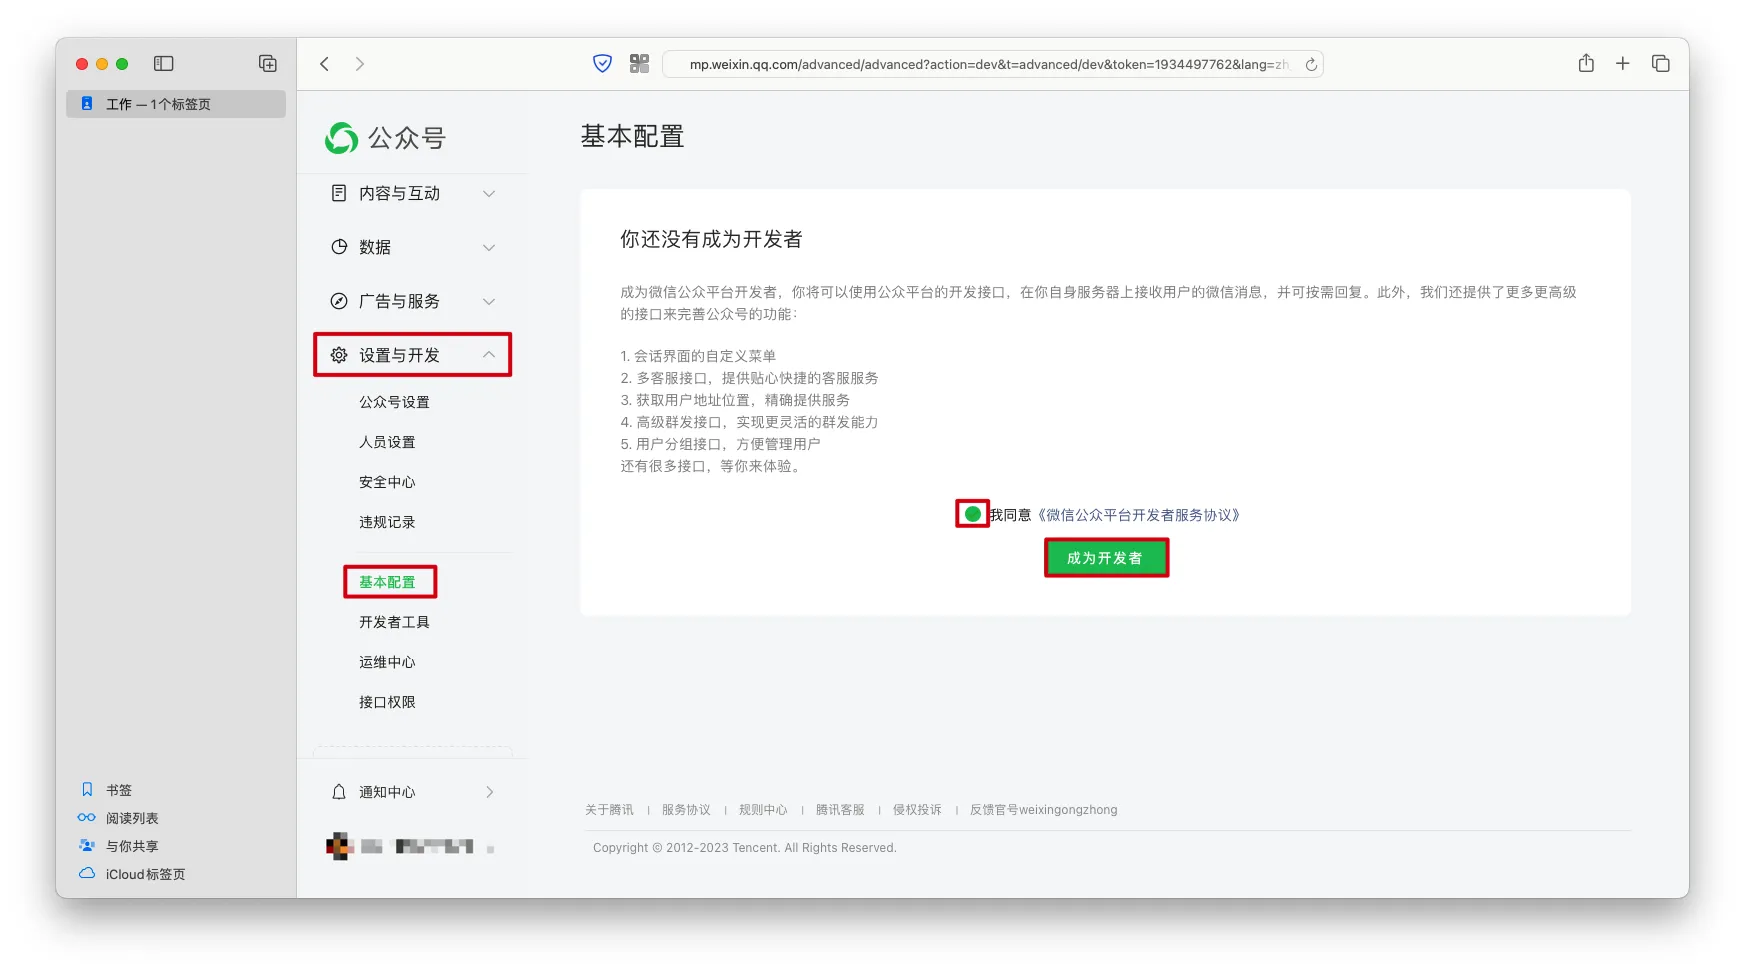 mp.weixin.qq.com/advanced/advanced?action=dev&t=advanced/dev&token=1934497762&lang=zh
工作 — 1个标签页
公众号
内容与互动
数据
广告与服务
设置与开发
公众号设置
人员设置
安全中心
违规记录
基本配置
开发者工具
运维中心
接口权限
通知中心
书签
阅读列表
与你共享
iCloud标签页
基本配置
你还没有成为开发者
成为微信公众平台开发者，你将可以使用公众平台的开发接口，在你自身服务器上接收用户的微信消息，并可按需回复。此外，我们还提供了更多更高级
的接口来完善公众号的功能：
1. 会话界面的自定义菜单
2. 多客服接口，提供贴心快捷的客服服务
3. 获取用户地址位置，精确提供服务
4. 高级群发接口，实现更灵活的群发能力
5. 用户分组接口，方便管理用户
还有很多接口，等你来体验。
我同意《微信公众平台开发者服务协议》
成为开发者
关于腾讯 | 服务协议 | 规则中心 | 腾讯客服 | 侵权投诉 | 反馈官号weixingongzhong
Copyright © 2012-2023 Tencent. All Rights Reserved.